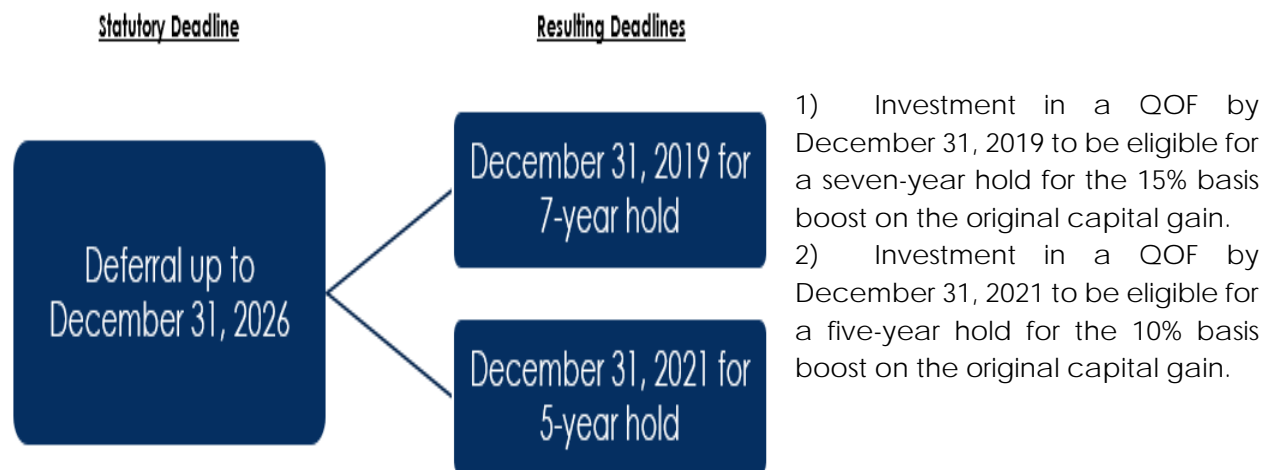 Statutory Deadline
Resulting Deadlines
Deferral up to
December 31, 2026
December 31, 2019 for
7-year hold
December 31, 2021 for
5-year hold
1) Investment in a QOF by
December 31, 2019 to be eligible for
a seven-year hold for the 15% basis
boost on the original capital gain.
2) Investment in a QOF by
December 31, 2021 to be eligible for
a five-year hold for the 10% basis
boost on the original capital gain.